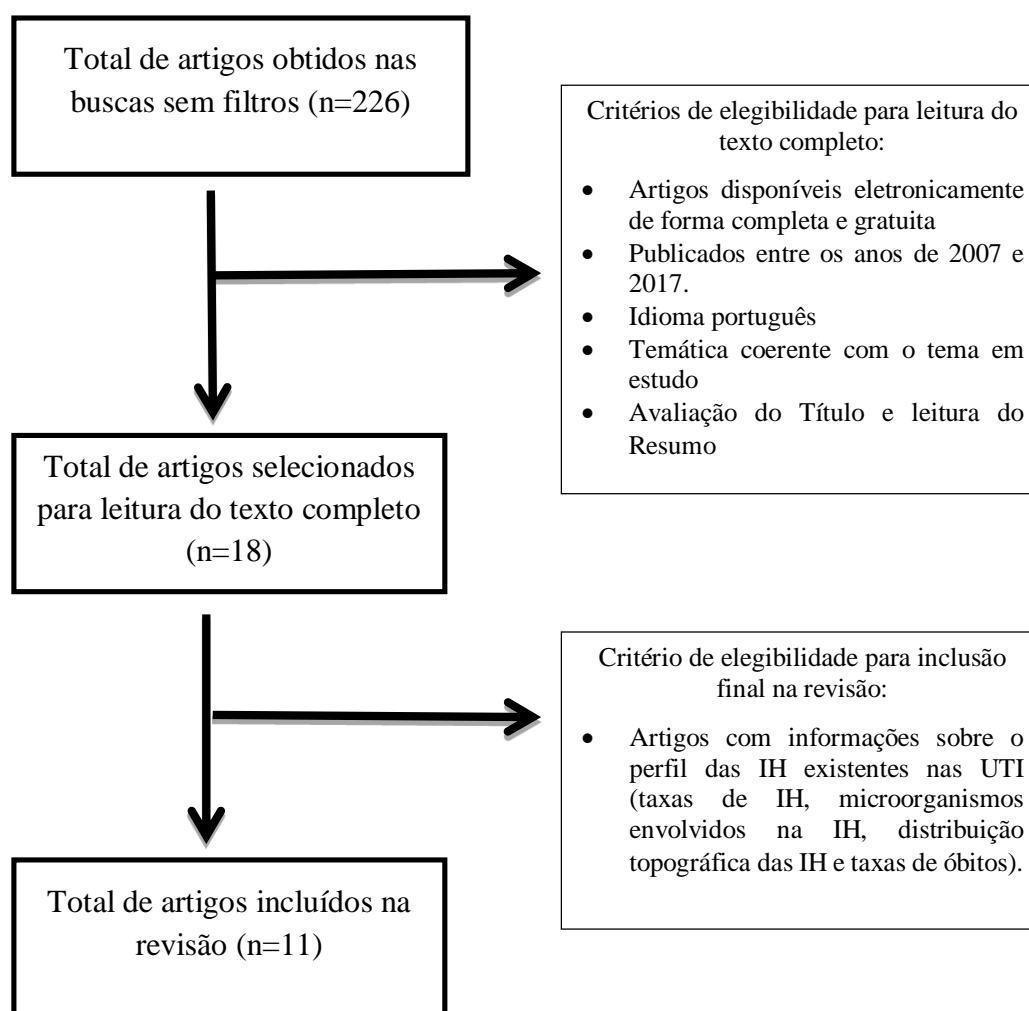 Total de artigos obtidos nas
buscas sem filtros (n=226)
Critérios de elegibilidade para leitura do
texto completo:
• Artigos disponíveis eletronicamente
de forma completa e gratuita
• Publicados entre os anos de 2007 e
2017.
• Idioma português
• Temática coerente com o tema em
estudo
• Avaliação do Título e leitura do
Resumo
Total de artigos selecionados
para leitura do texto completo
(n=18)
Critério de elegibilidade para inclusão
final na revisão:
• Artigos com informações sobre o
perfil das IH existentes nas UTI
(taxas de IH, microorganismos
envolvidos na IH, distribuição
topográfica das IH e taxas de óbitos).
Total de artigos incluídos na
revisão (n=11)